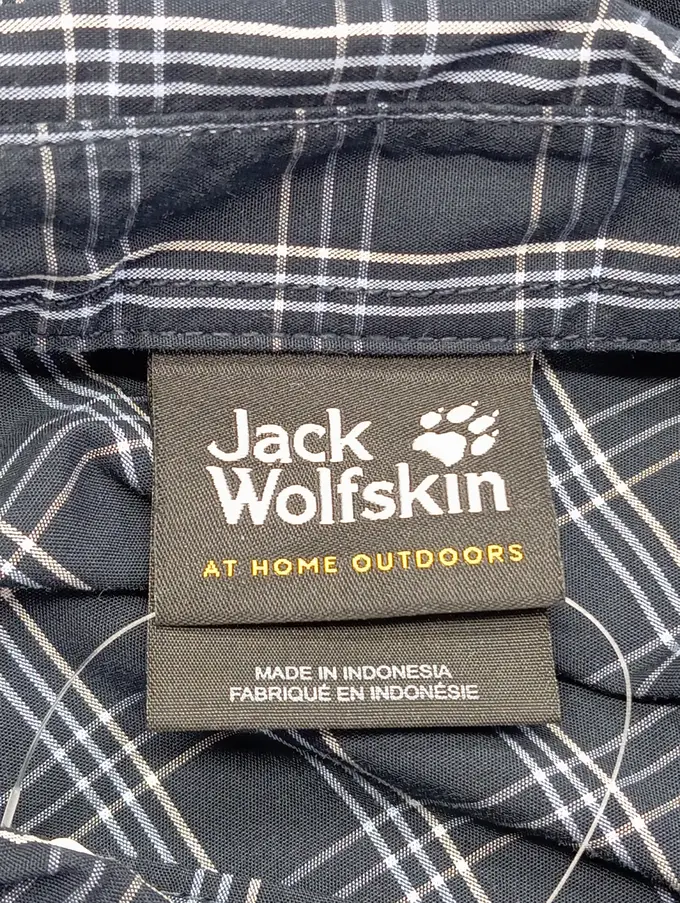 Jack
Wolfskin
AT HOME OUTDOORS
MADE IN INDONESIA
FABRIQUÉ EN INDONÉSIE